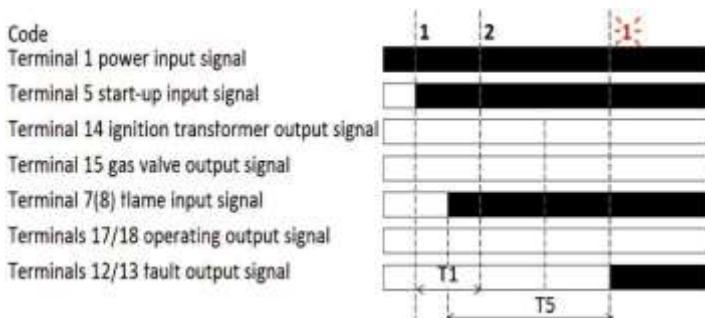 Code 1 2 1
Terminal 1 power input signal
Terminal 5 start-up input signal
Terminal 14 ignition transformer output signal
Terminal 15 gas valve output signal
Terminal 7(8) flame input signal
Terminals 17/18 operating output signal
Terminals 12/13 fault output signal
T1
T5